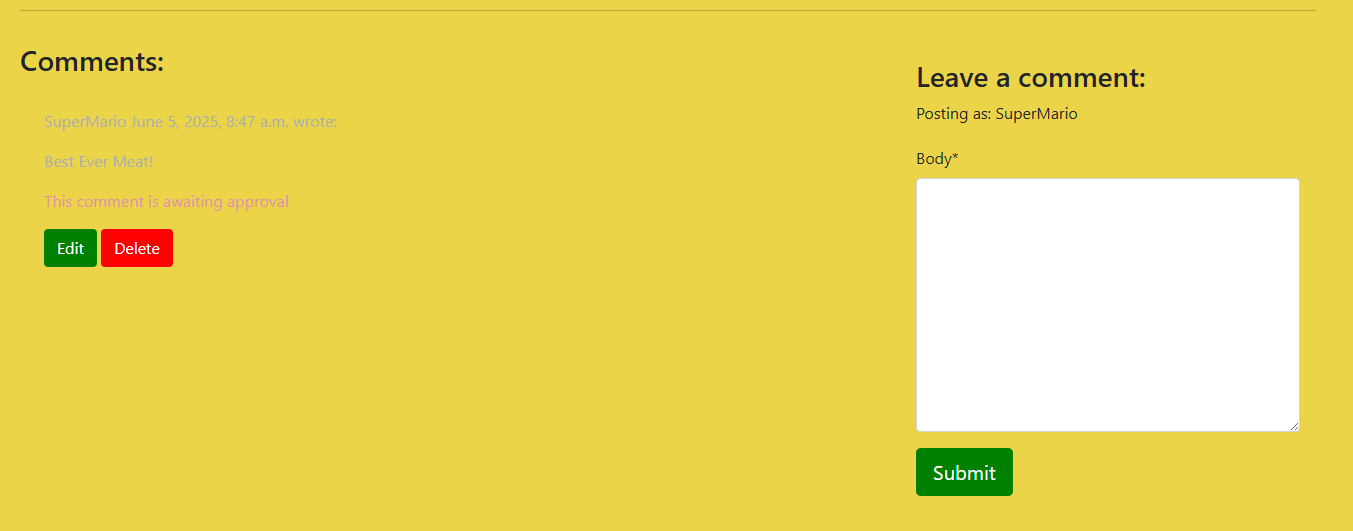 Comments:
SuperMario June 5, 2025, 8:47 a.m. wrote:
Best Ever Meat!
This comment is awaiting approval
Edit Delete
Leave a comment:
Posting as: SuperMario
Body*
Submit